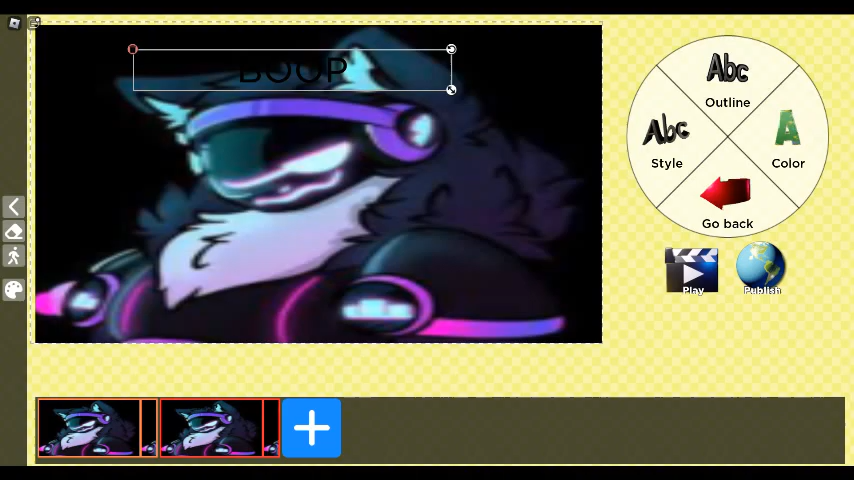 BOOP
Abc
Outline
Abc
Style
A
Color
Go back
Play
Publish